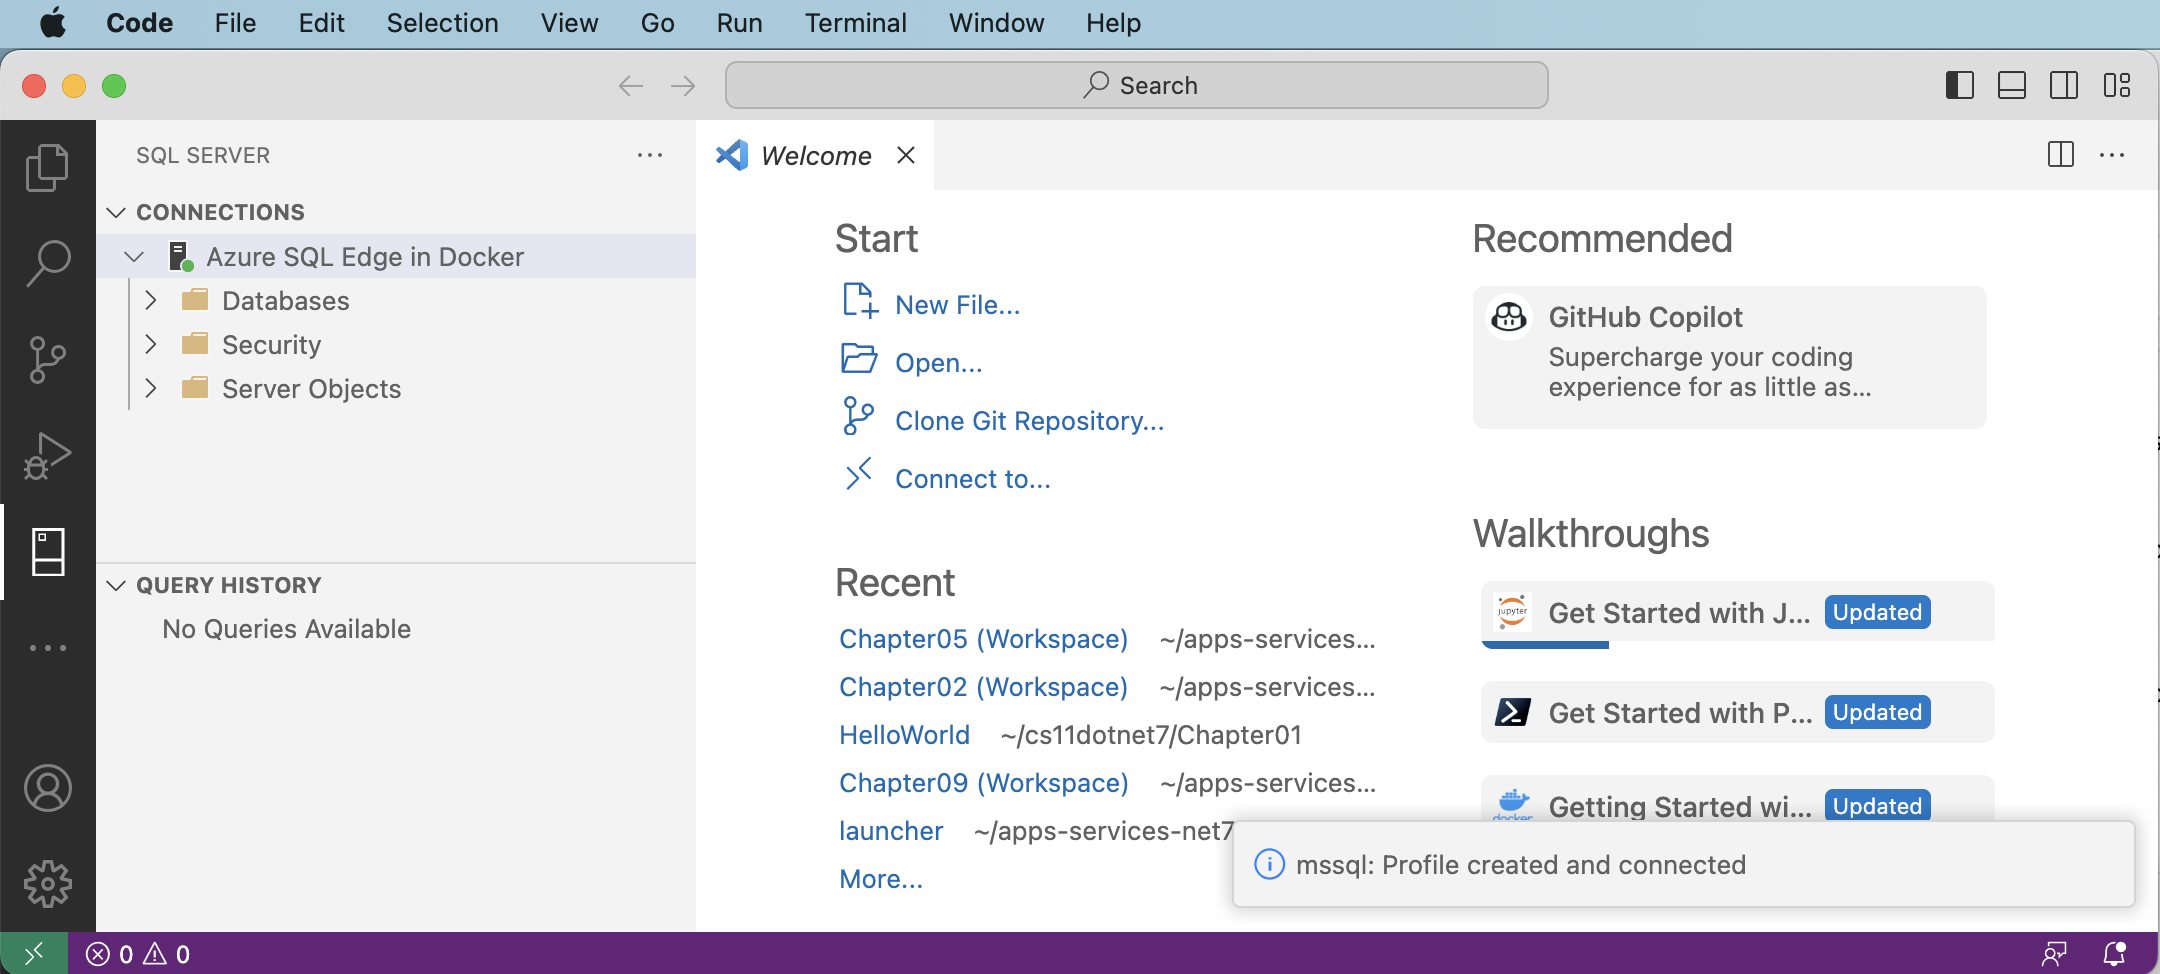 Code File Edit Selection View Go Run Terminal Window Help
Search
SQL SERVER
CONNECTIONS
Azure SQL Edge in Docker
Databases
Security
Server Objects
QUERY HISTORY
No Queries Available
Welcome
Start
New File...
Open...
Clone Git Repository...
Connect to...
Recent
Chapter05 (Workspace) ~/apps-services...
Chapter02 (Workspace) ~/apps-services...
HelloWorld ~/cs11dotnet7/Chapter01
Chapter09 (Workspace) ~/apps-services...
launcher ~/apps-services-net7
More...
Recommended
GitHub Copilot
Supercharge your coding
experience for as little as...
Walkthroughs
jupyter
Get Started with J... Updated
Get Started with P... Updated
docker
Getting Started wi... Updated
mssql: Profile created and connected
0 0